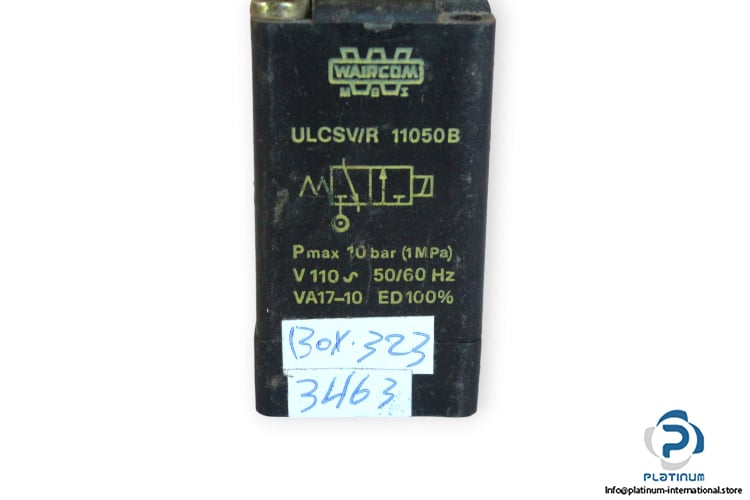 WAIRCOM
M B S
ULCSV/R 11050B
Pmax 10 bar (1MPa)
V110 ∿ 50/60 Hz
VA17-10 ED100%
Box.323
3463
PLATINUM
Info@platinum-international.store